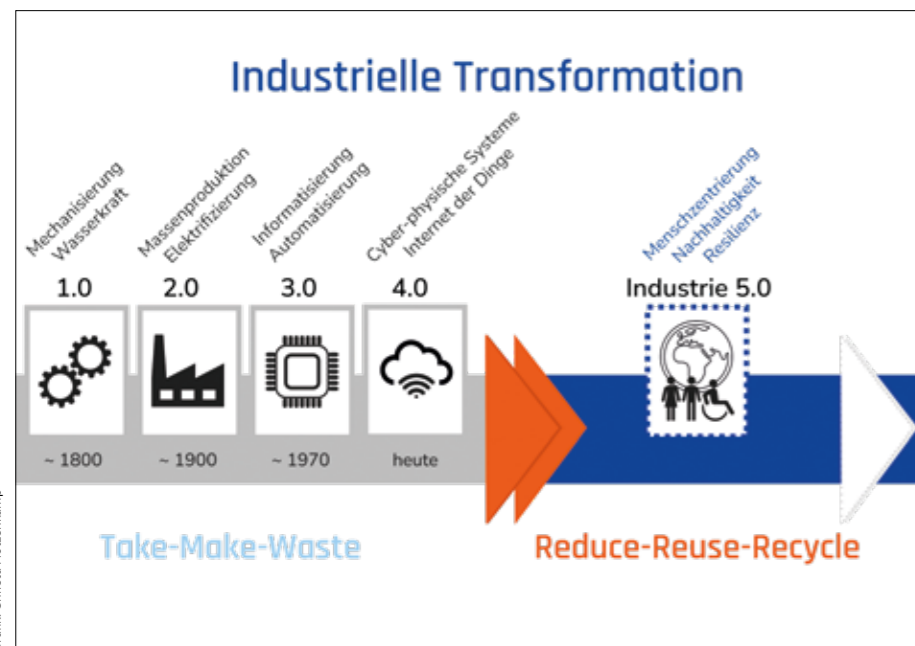 Industrielle Transformation
Mechanisierung
Wasserkraft
Massenproduktion
Elektrifizierung
Informatisierung
Automatisierung
Cyber-physische Systeme
Internet der Dinge
Menschzentrierung
Nachhaltigkeit
Resilienz
1.0
2.0
3.0
4.0
Industrie 5.0
~ 1800
~ 1900
~ 1970
heute
Take-Make-Waste
Reduce-Reuse-Recycle